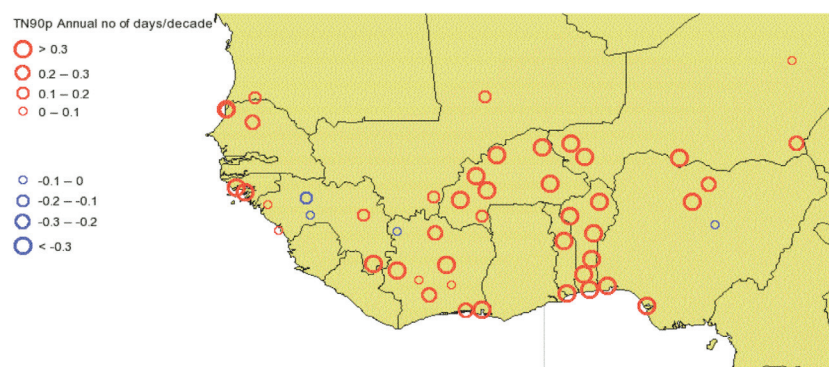 TN90p Annual no of days/decade
> 0.3
0.2 – 0.3
0.1 – 0.2
0 – 0.1
-0.1 – 0
-0.2 – -0.1
-0.3 – -0.2
< -0.3